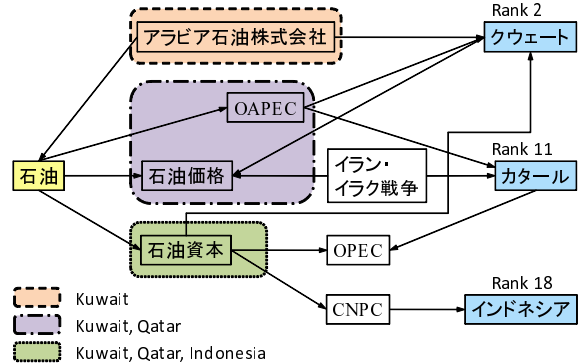 Rank 2
アラビア石油株式会社
クウェート
OAPEC
Rank 11
石油
石油価格
イラン・
イラク戦争
カタール
石油資本
OPEC
Rank 18
CNPC
インドネシア
Kuwait
Kuwait, Qatar
Kuwait, Qatar, Indonesia